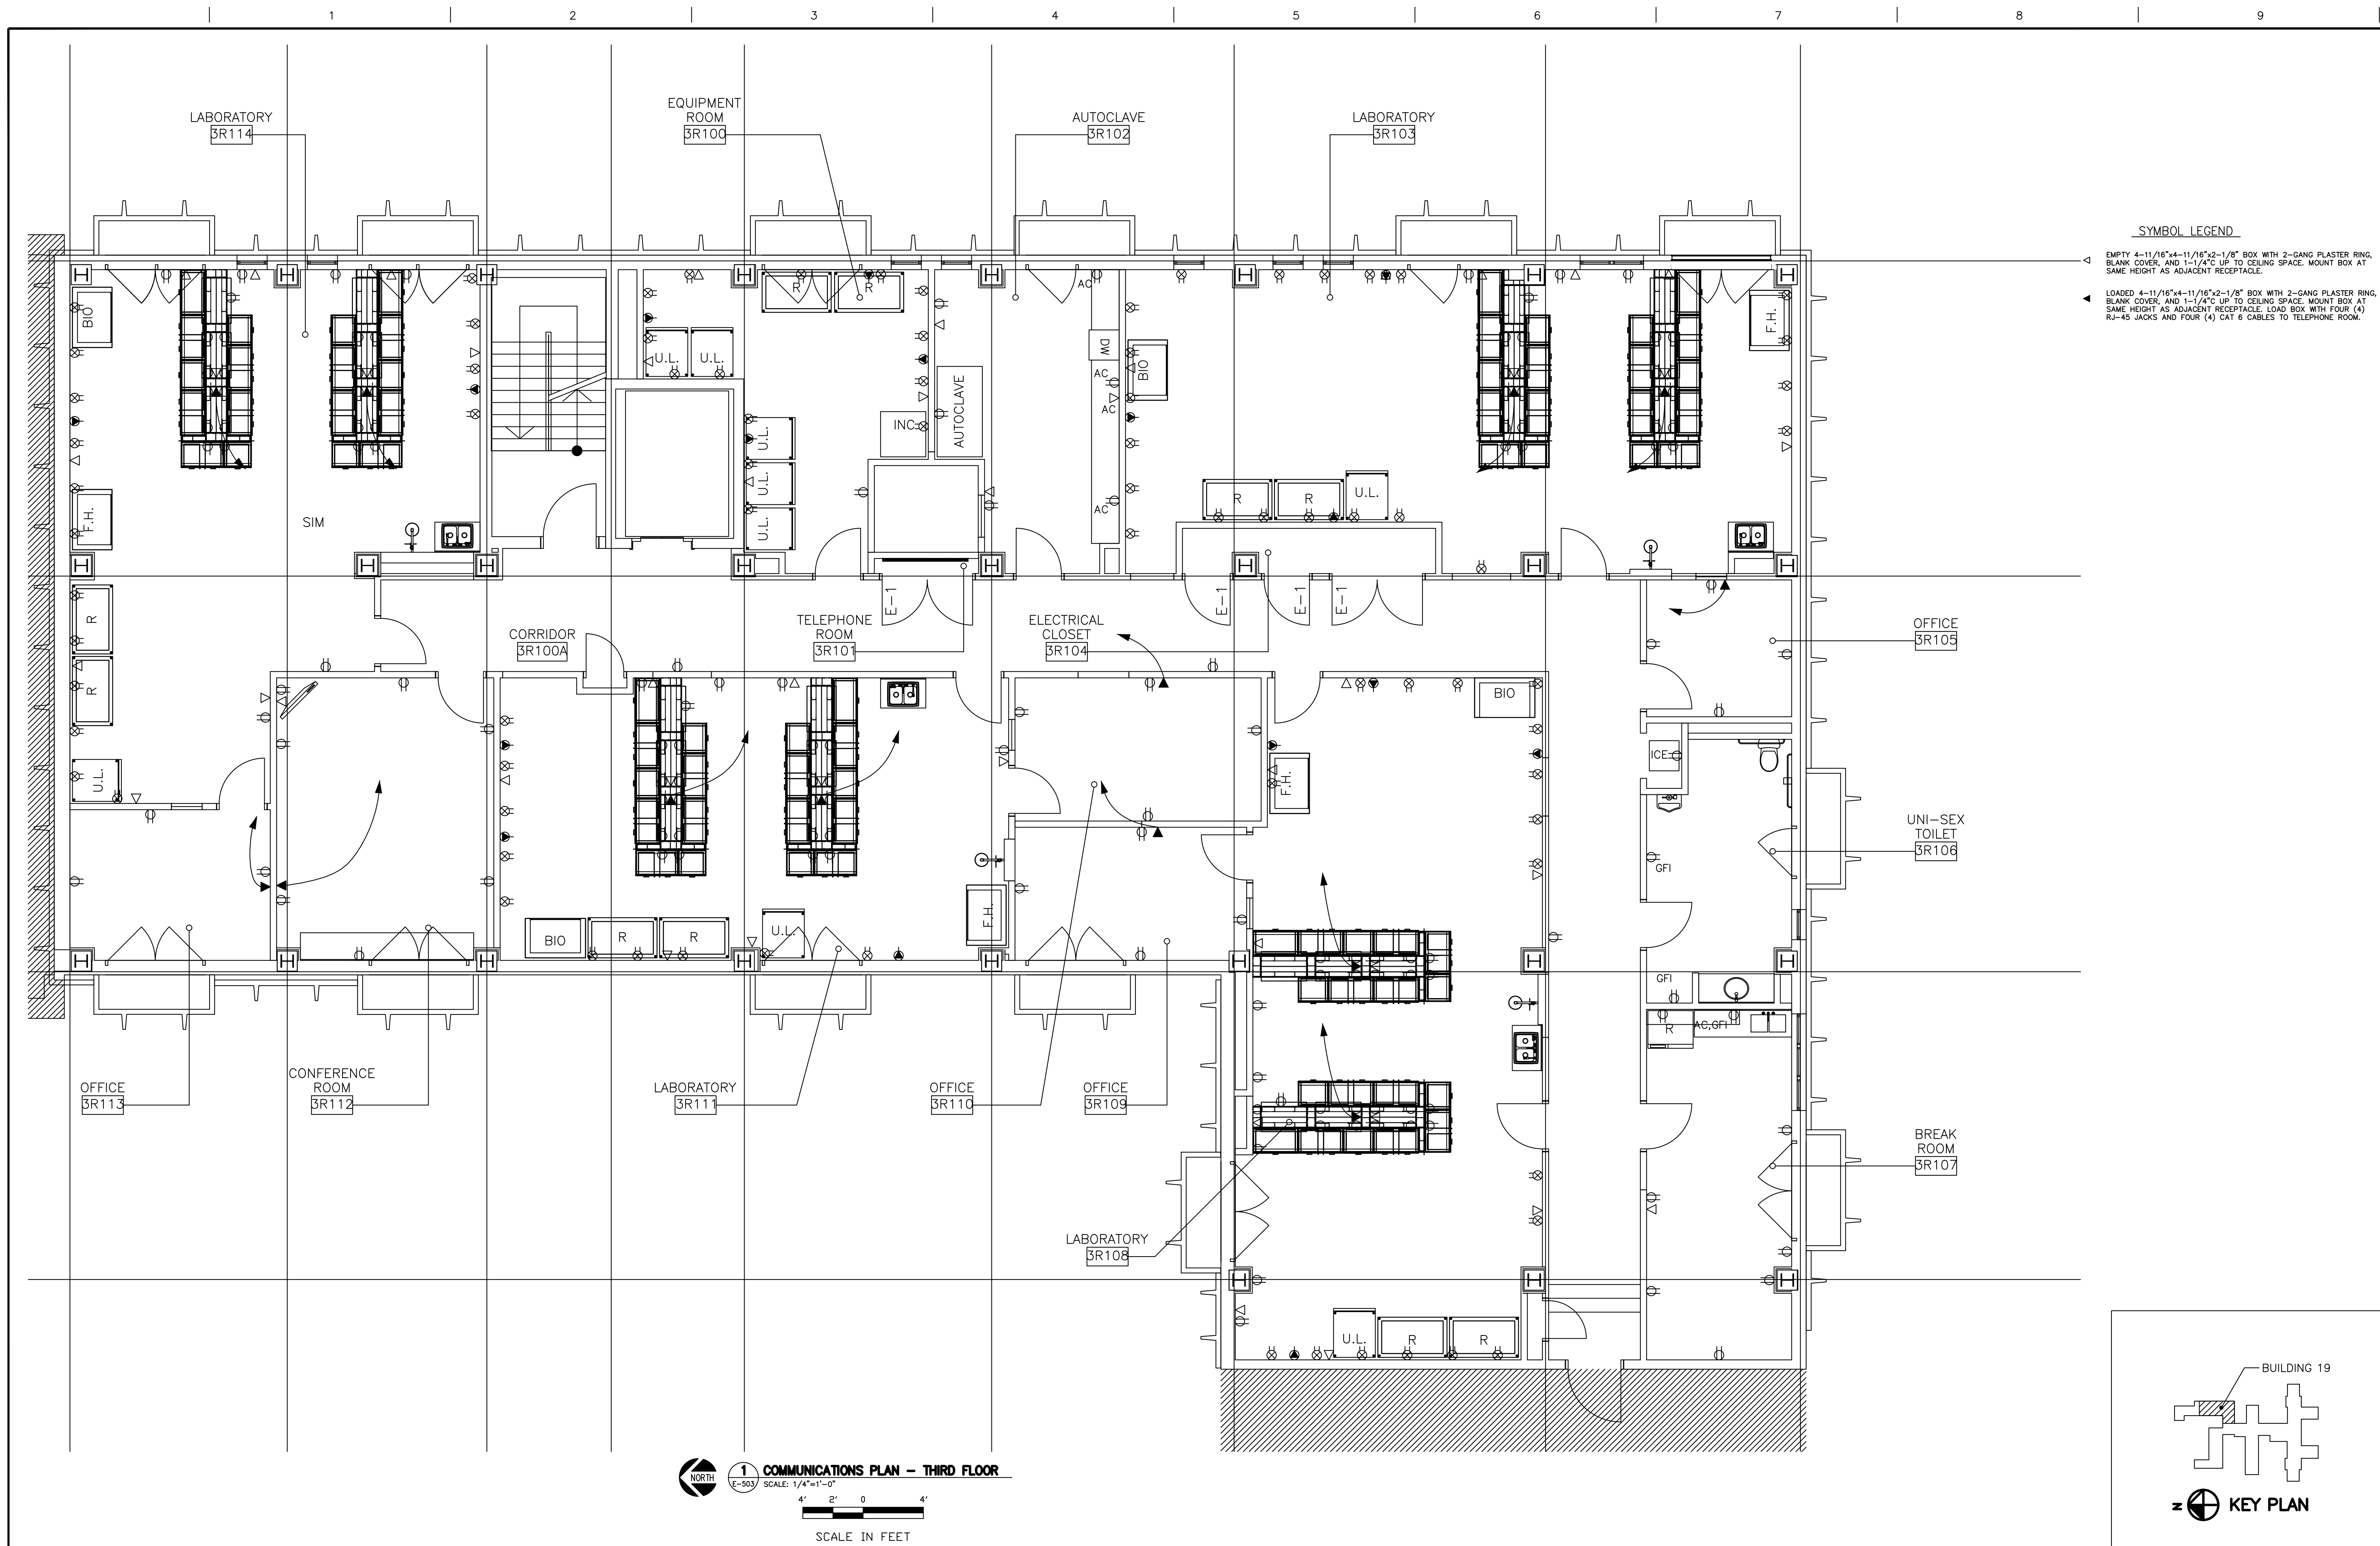 1 2 3 4 5 6 7 8 9
LABORATORY
3R114
EQUIPMENT
ROOM
3R100
AUTOCLAVE
3R102
LABORATORY
3R103
SYMBOL LEGEND
EMPTY 4-11/16"x4-11/16"x2-1/8" BOX WITH 2-GANG PLASTER RING,
BLANK COVER, AND 1-1/4"C UP TO CEILING SPACE. MOUNT BOX AT
SAME HEIGHT AS ADJACENT RECEPTACLE.
LOADED 4-11/16"x4-11/16"x2-1/8" BOX WITH 2-GANG PLASTER RING,
BLANK COVER, AND 1-1/4"C UP TO CEILING SPACE. MOUNT BOX AT
SAME HEIGHT AS ADJACENT RECEPTACLE. LOAD BOX WITH FOUR (4)
RJ-45 JACKS AND FOUR (4) CAT 6 CABLES TO TELEPHONE ROOM.
R
R
AC
BIO
F.H.
U.L.
U.L.
DW
BIO
AC
AC
AUTOCLAVE
INC
U.L.
U.L.
U.L.
R
R
U.L.
AC
F.H.
SIM
R
R
U.L.
E-1
E-1
E-1
E-1
CORRIDOR
3R100A
TELEPHONE
ROOM
3R101
ELECTRICAL
CLOSET
3R104
OFFICE
3R105
BIO
ICE
F.H.
UNI-SEX
TOILET
3R106
GFI
F.H.
BIO
R
R
U.L.
GFI
R
AC,GFI
OFFICE
3R113
CONFERENCE
ROOM
3R112
LABORATORY
3R111
OFFICE
3R110
OFFICE
3R109
BREAK
ROOM
3R107
LABORATORY
3R108
U.L.
R
R
BUILDING 19
NORTH
1
E-503
COMMUNICATIONS PLAN - THIRD FLOOR
SCALE: 1/4"=1'-0"
4' 2' 0 4'
SCALE IN FEET
N
KEY PLAN